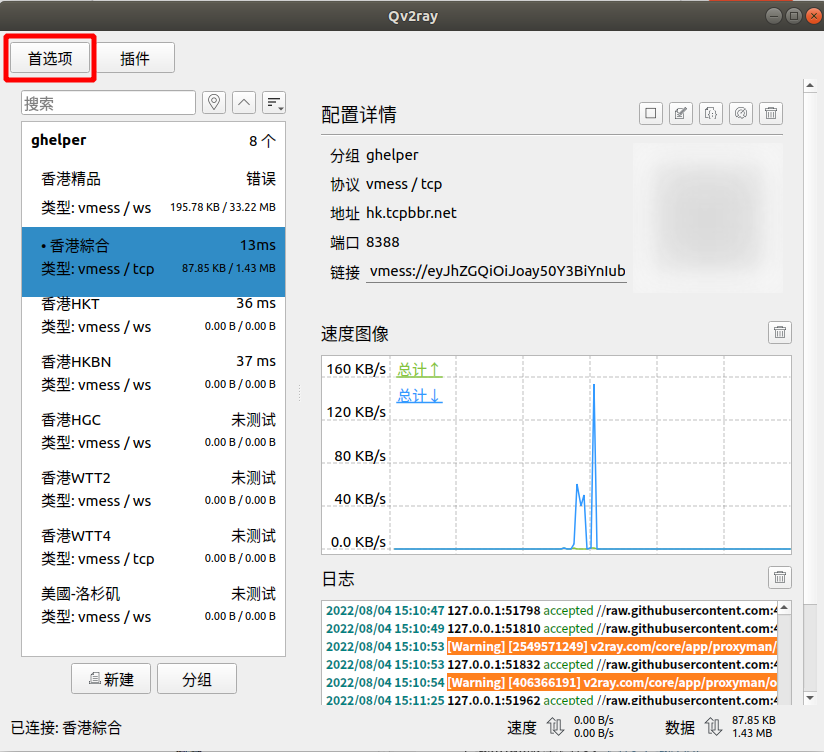 Qv2ray
首选项 插件
搜索
ghelper 8 个
香港精品 错误
类型: vmess / ws 195.78 KB / 33.22 MB
• 香港綜合 13ms
类型: vmess / tcp 87.85 KB / 1.43 MB
香港HKT 36 ms
类型: vmess / ws 0.00 B / 0.00 B
香港HKBN 37 ms
类型: vmess / ws 0.00 B / 0.00 B
香港HGC 未测试
类型: vmess / ws 0.00 B / 0.00 B
香港WTT2 未测试
类型: vmess / ws 0.00 B / 0.00 B
香港WTT4 未测试
类型: vmess / tcp 0.00 B / 0.00 B
美國-洛杉矶 未测试
类型: vmess / ws 0.00 B / 0.00 B
新建 分组
配置详情
分组 ghelper
协议 vmess / tcp
地址 hk.tcpbbr.net
端口 8388
链接 vmess://eyJhZGQiOiJoay50Y3BiYnIub
速度图像
160 KB/s 总计↑
总计↓
120 KB/s
80 KB/s
40 KB/s
0.0 KB/s
日志
2022/08/04 15:10:47 127.0.0.1:51798 accepted //raw.githubusercontent.com:4
2022/08/04 15:10:49 127.0.0.1:51810 accepted //raw.githubusercontent.com:4
2022/08/04 15:10:53 [Warning] [2549571249] v2ray.com/core/app/proxyman/
2022/08/04 15:10:53 127.0.0.1:51832 accepted //raw.githubusercontent.com:4
2022/08/04 15:10:54 [Warning] [406366191] v2ray.com/core/app/proxyman/o
2022/08/04 15:11:25 127.0.0.1:51962 accepted //raw.githubusercontent.com:4
已连接: 香港綜合 速度 0.00 B/s 数据 87.85 KB
0.00 B/s 1.43 MB